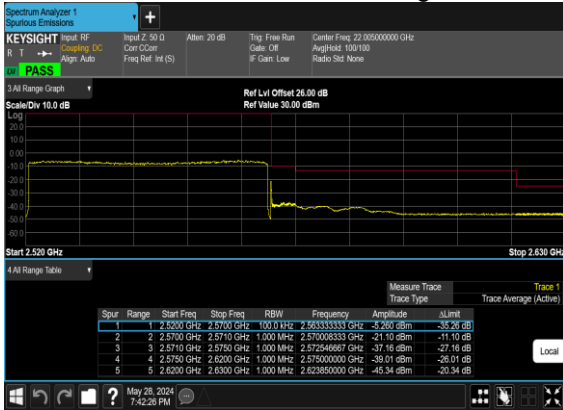 Spectrum Analyzer 1
Spurious Emissions
+
KEYSIGHT Input: RF Input Z: 50 Ω Atten: 20 dB Trig: Free Run Center Freq: 22.005000000 GHz
R T Coupling: DC Corr CCorr Gate: Off Avg|Hold: 100/100
Align: Auto Freq Ref: Int (S) IF Gain: Low Radio Std: None
PASS
3 All Range Graph
Ref Lvl Offset 26.00 dB
Scale/Div 10.0 dB Ref Value 30.00 dBm
Log
20.0
10.0
0.00
-10.0
-20.0
-30.0
-40.0
-50.0
-60.0
Start 2.520 GHz Stop 2.630 GHz
4 All Range Table
Measure Trace Trace 1
Trace Type Trace Average (Active)
Spur Range Start Freq Stop Freq RBW Frequency Amplitude ΔLimit
1 1 2.5200 GHz 2.5700 GHz 100.0 kHz 2.563333333 GHz -5.260 dBm -35.26 dB
2 2 2.5700 GHz 2.5710 GHz 1.000 MHz 2.570008333 GHz -21.10 dBm -11.10 dB
3 3 2.5710 GHz 2.5750 GHz 1.000 MHz 2.572546667 GHz -37.16 dBm -27.16 dB
4 4 2.5750 GHz 2.6200 GHz 1.000 MHz 2.575000000 GHz -39.01 dBm -26.01 dB
5 5 2.6200 GHz 2.6300 GHz 1.000 MHz 2.623850000 GHz -45.34 dBm -20.34 dB
Local
? May 28, 2024
7:42:26 PM